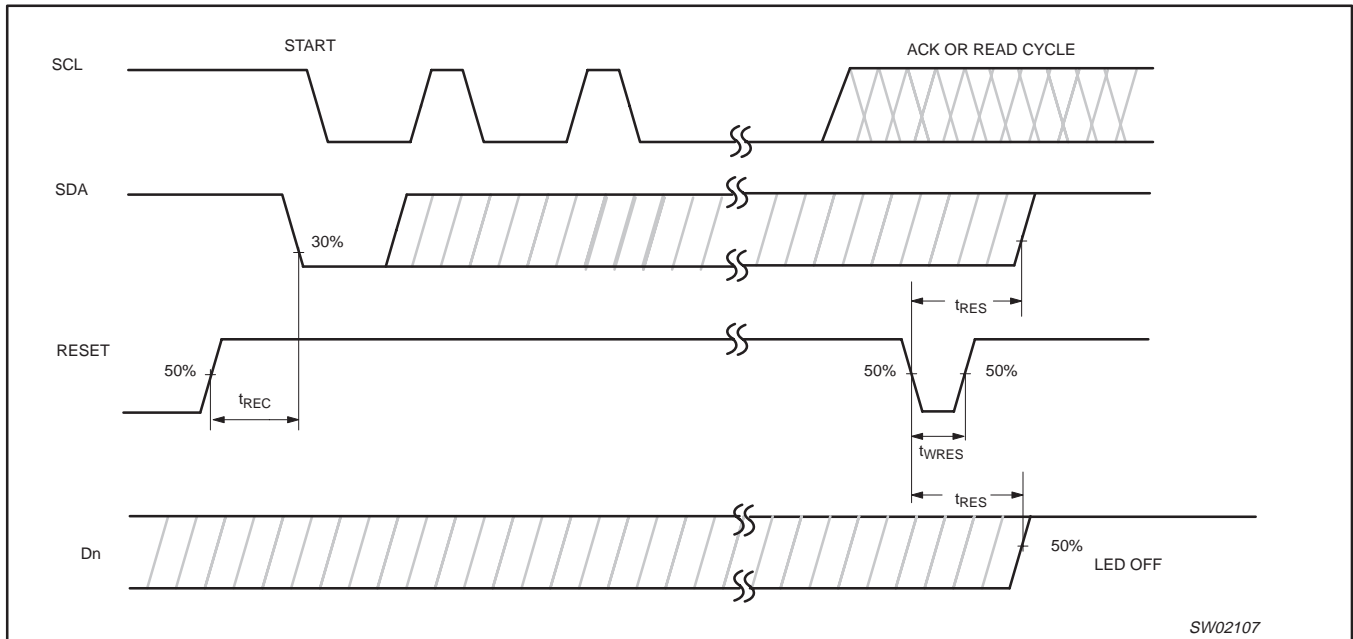 START
ACK OR READ CYCLE
SCL
SDA
30%
tRES
RESET
50%
50%
50%
tREC
tWRES
tRES
Dn
50%
LED OFF
SW02107